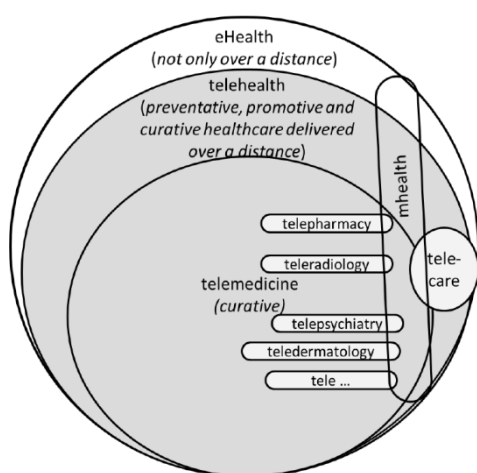 eHealth
(not only over a distance)
telehealth
(preventative, promotive and
curative healthcare delivered
over a distance)
mhealth
telepharmacy
tele-
care
teleradiology
telemedicine
(curative)
telepsychiatry
teledermatology
tele ...